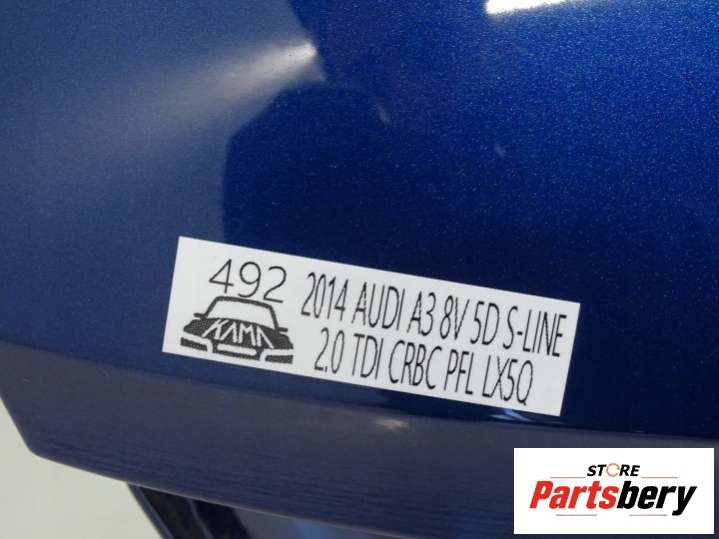 492
KAMA
2014 AUDI A3 8V 5D S-LINE
2.0 TDI CRBC PFL LX5Q
STORE
Partsbery